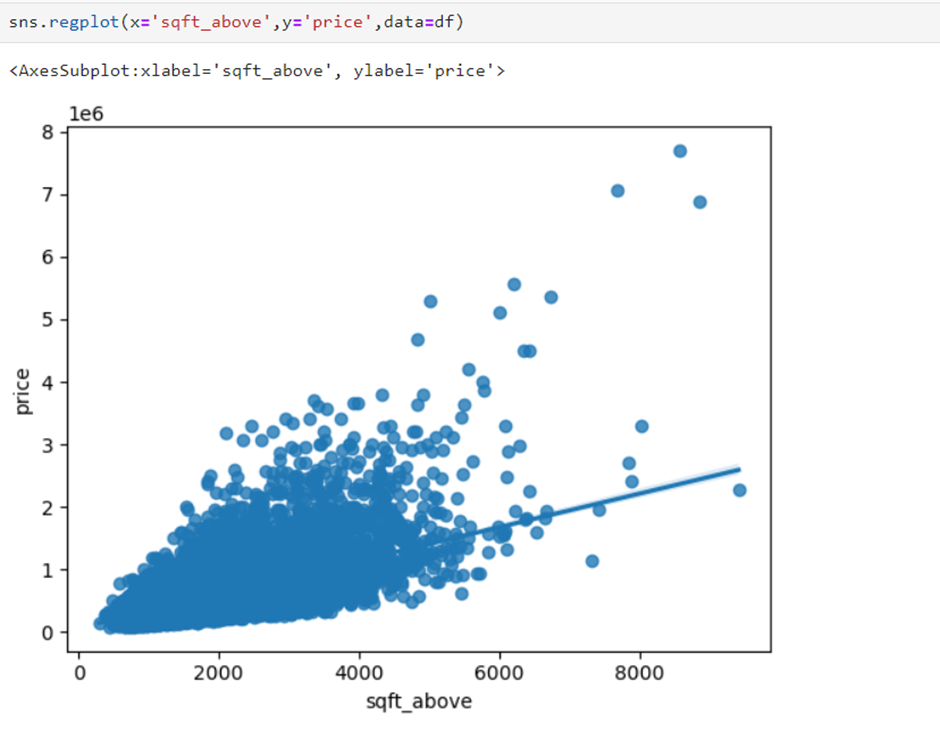 sns.regplot(x='sqft_above',y='price',data=df)
<AxesSubplot:xlabel='sqft_above', ylabel='price'>
1e6
8
7
6
5
4
3
2
1
0
price
0 2000 4000 6000 8000
sqft_above